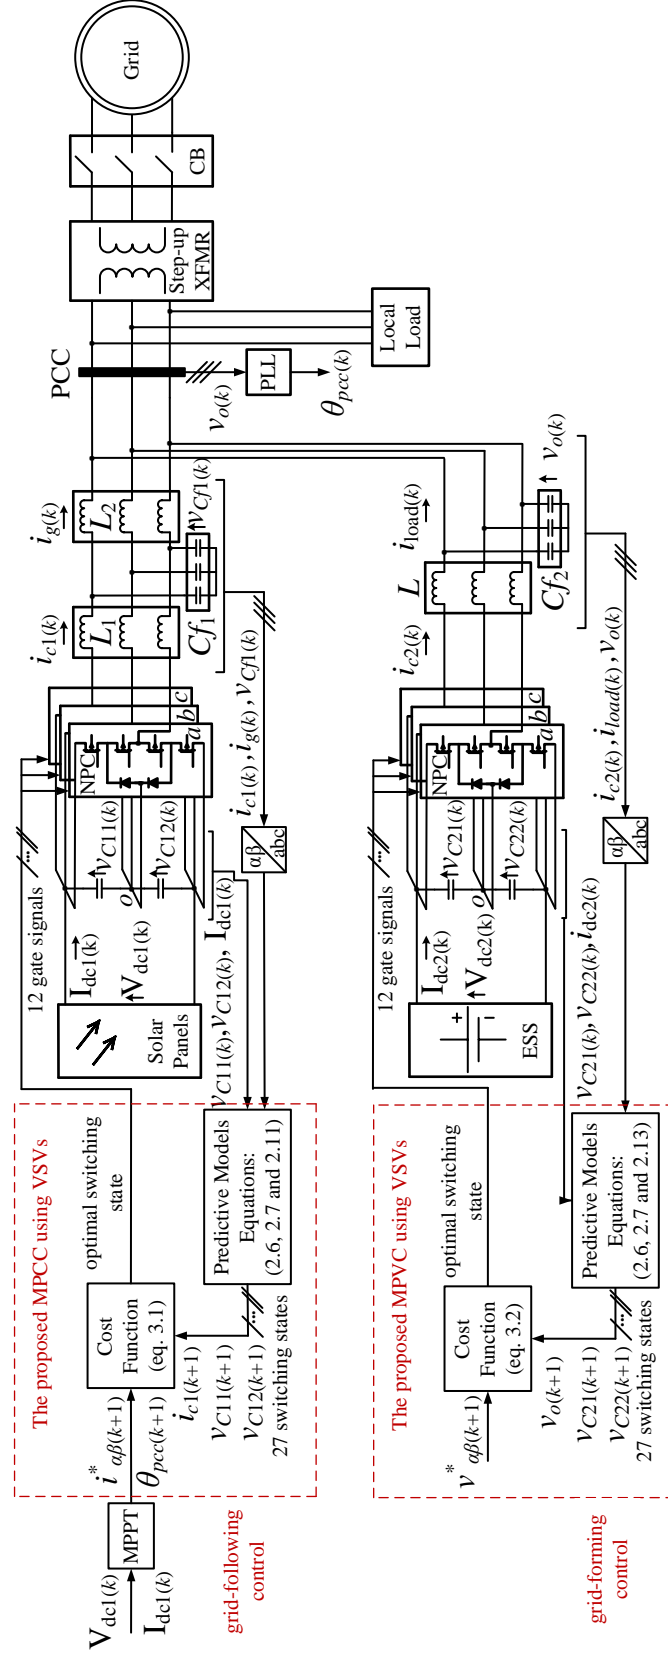 Grid
CB
Step-up
XFMR
PCC
v_o(k)
PLL
θ_pcc(k)
Local
Load
i_g(k)
L_2
v_Cf1(k)
i_c1(k)
L_1
Cf_1
NPC
a
b
c
i_c1(k), i_g(k), v_Cf1(k)
αβ
abc
12 gate signals
...
I_dc1(k)
V_dc1(k)
v_C11(k)
v_C12(k)
o
Solar
Panels
v_C11(k), v_C12(k), I_dc1(k)
The proposed MPCC using VSVs
optimal switching
state
Cost
Function
(eq. 3.1)
Predictive Models
Equations:
(2.6, 2.7 and 2.11)
i_c1(k+1)
v_C11(k+1)
v_C12(k+1)
...
27 switching states
i*_αβ(k+1)
θ_pcc(k+1)
MPPT
V_dc1(k)
I_dc1(k)
grid-following
control
i_load(k)
v_o(k)
L
Cf_2
i_c2(k)
NPC
a
b
c
i_c2(k), i_load(k), v_o(k)
αβ
abc
12 gate signals
...
I_dc2(k)
V_dc2(k)
v_C21(k)
v_C22(k)
o
+
-
ESS
v_C21(k), v_C22(k), i_dc2(k)
The proposed MPVC using VSVs
optimal switching
state
Cost
Function
(eq. 3.2)
Predictive Models
Equations:
(2.6, 2.7 and 2.13)
v_o(k+1)
v_C21(k+1)
v_C22(k+1)
...
27 switching states
v*_αβ(k+1)
grid-forming
control